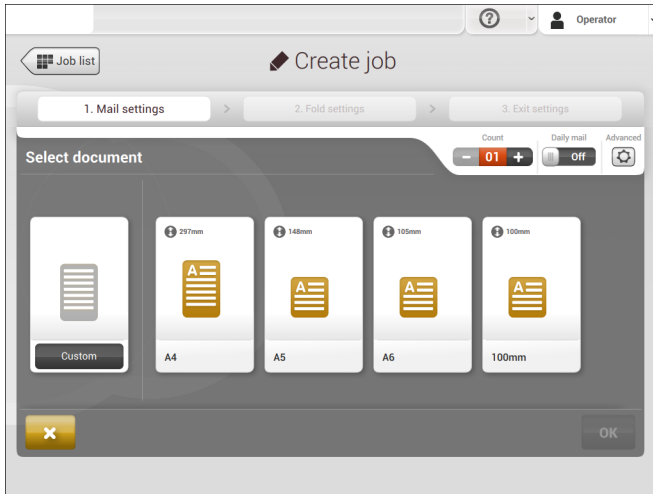 Operator
Job list
Create job
1. Mail settings > 2. Fold settings > 3. Exit settings
Count Daily mail Advanced
Select document
- 01 + Off
297mm 148mm 105mm 100mm
Custom A4 A5 A6 100mm
OK